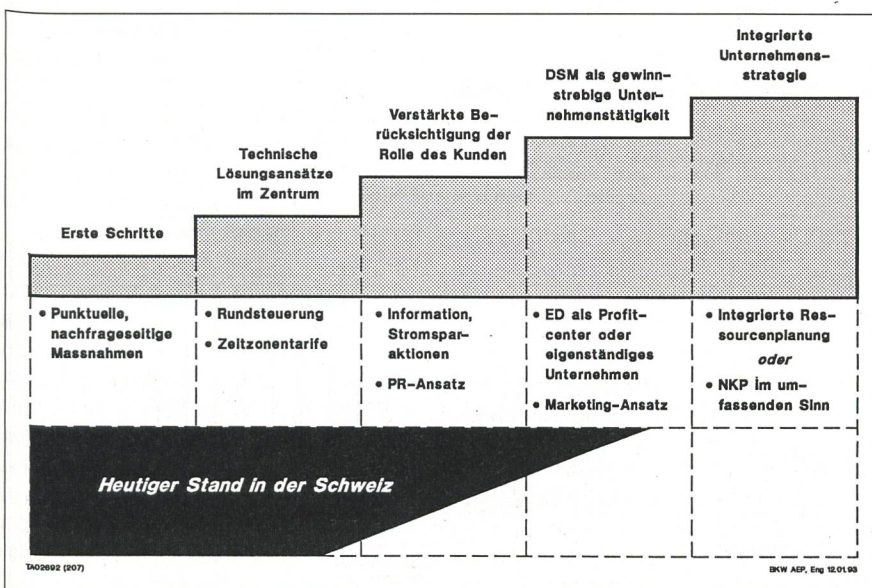 Erste Schritte
Technische
Lösungsansätze
im Zentrum
Verstärkte Be-
rücksichtigung der
Rolle des Kunden
DSM als gewinn-
strebige Unter-
nehmenstätigkeit
Integrierte
Unternehmens-
strategie
• Punktuelle,
nachfrageseitige
Massnahmen
• Rundsteuerung
• Zeitzonentarife
• Information,
Stromspar-
aktionen
• PR-Ansatz
• ED als Profit-
center oder
eigenständiges
Unternehmen
• Marketing-Ansatz
• Integrierte Res-
sourcenplanung
oder
• NKP im um-
fassenden Sinn
Heutiger Stand in der Schweiz
TA02692 (207)
BKW AEP, Eng 12.01.93